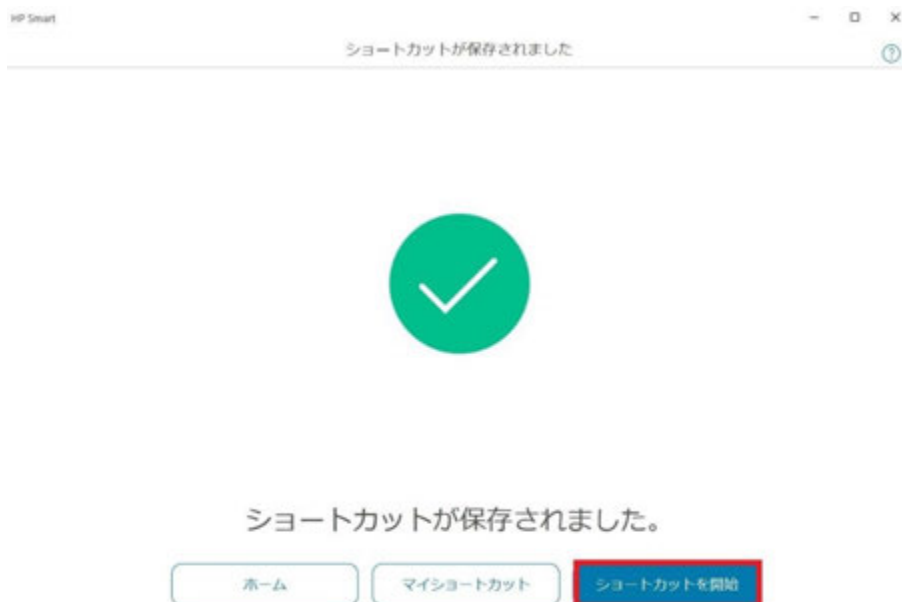 HP Smart
ショートカットが保存されました
?
ショートカットが保存されました。
ホーム
マイショートカット
ショートカットを開始